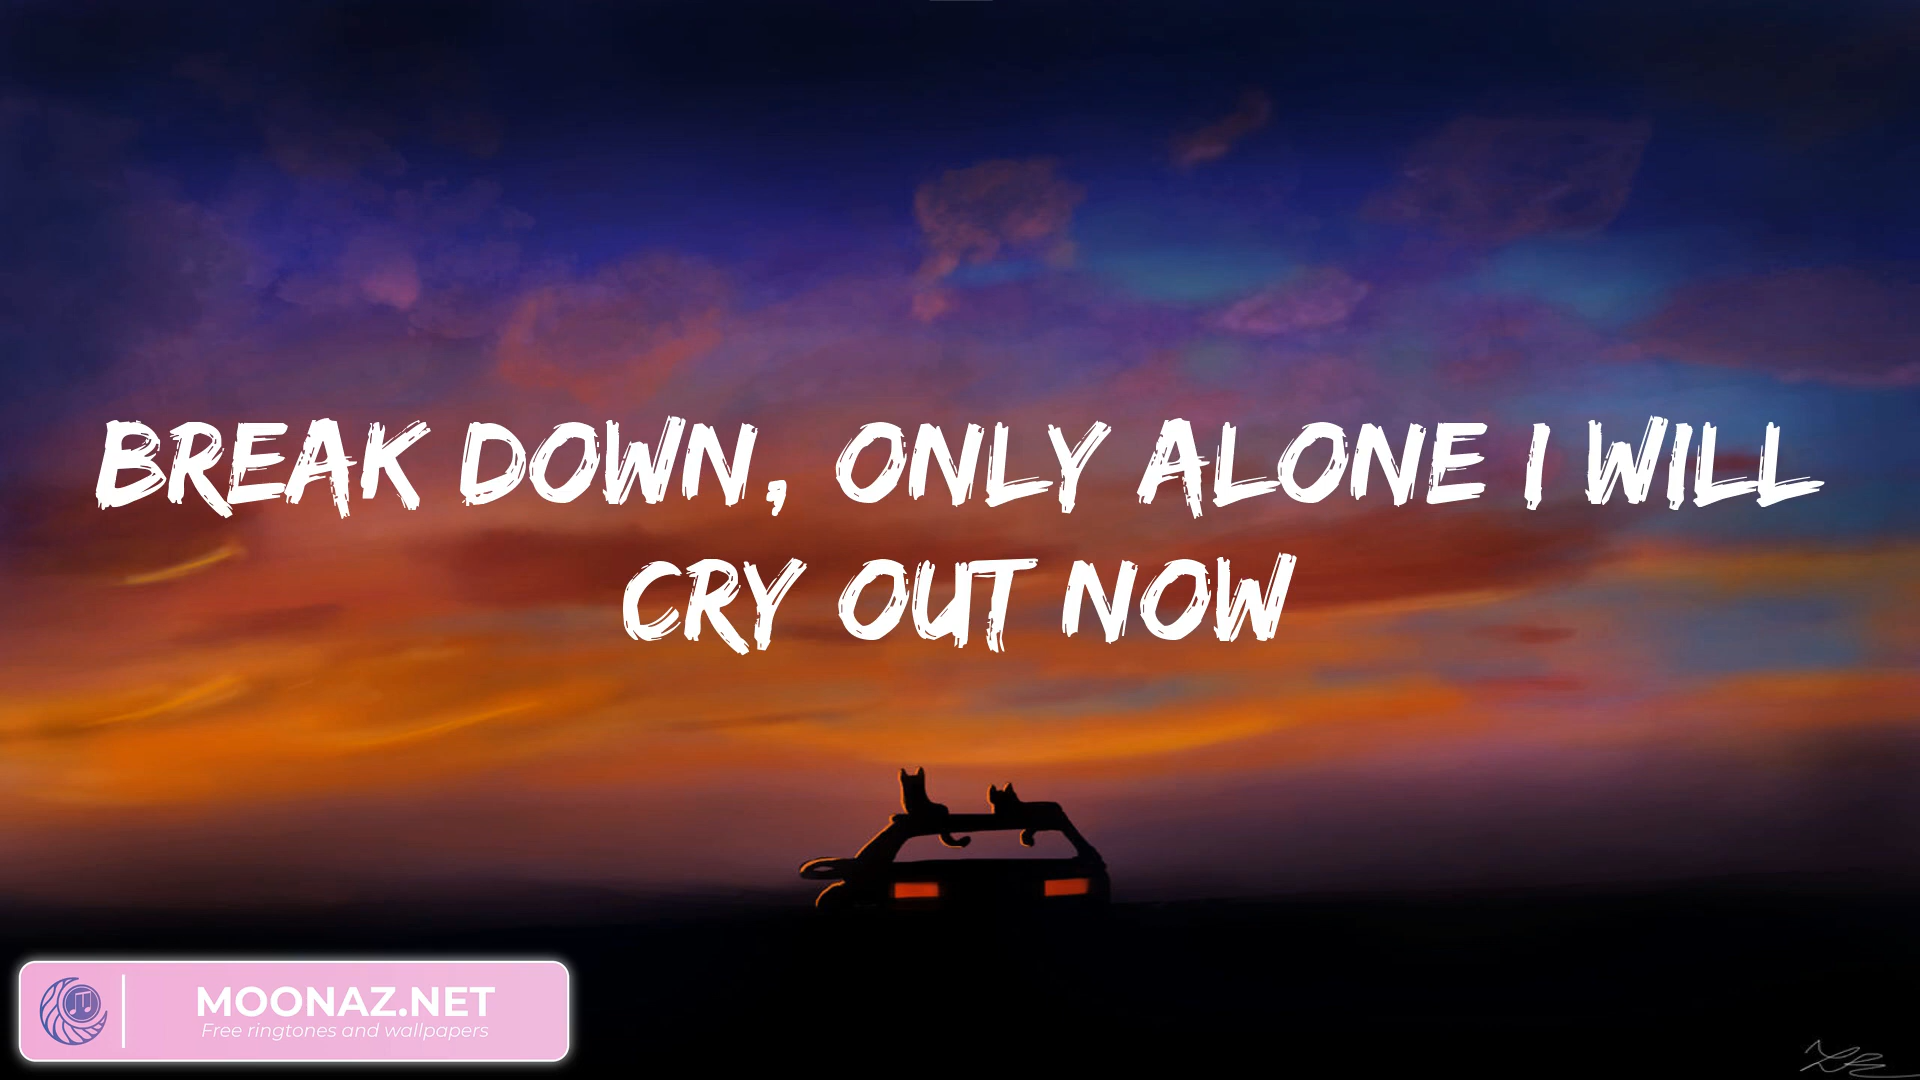 BREAK DOWN, ONLY ALONE I WILL
CRY OUT NOW
MOONAZ.NET
Free ringtones and wallpapers